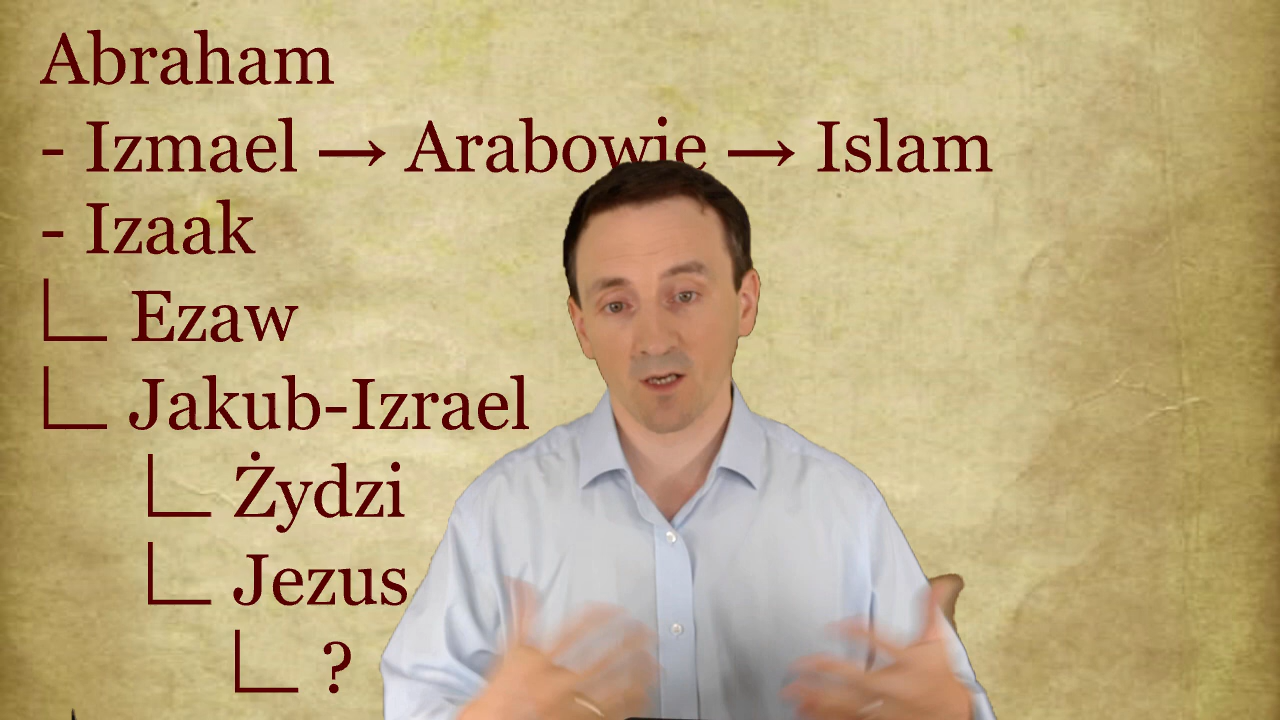 Abraham
- Izmael → Arabowie → Islam
- Izaak
Ezaw
Jakub-Izrael
Żydzi
Jezus
?